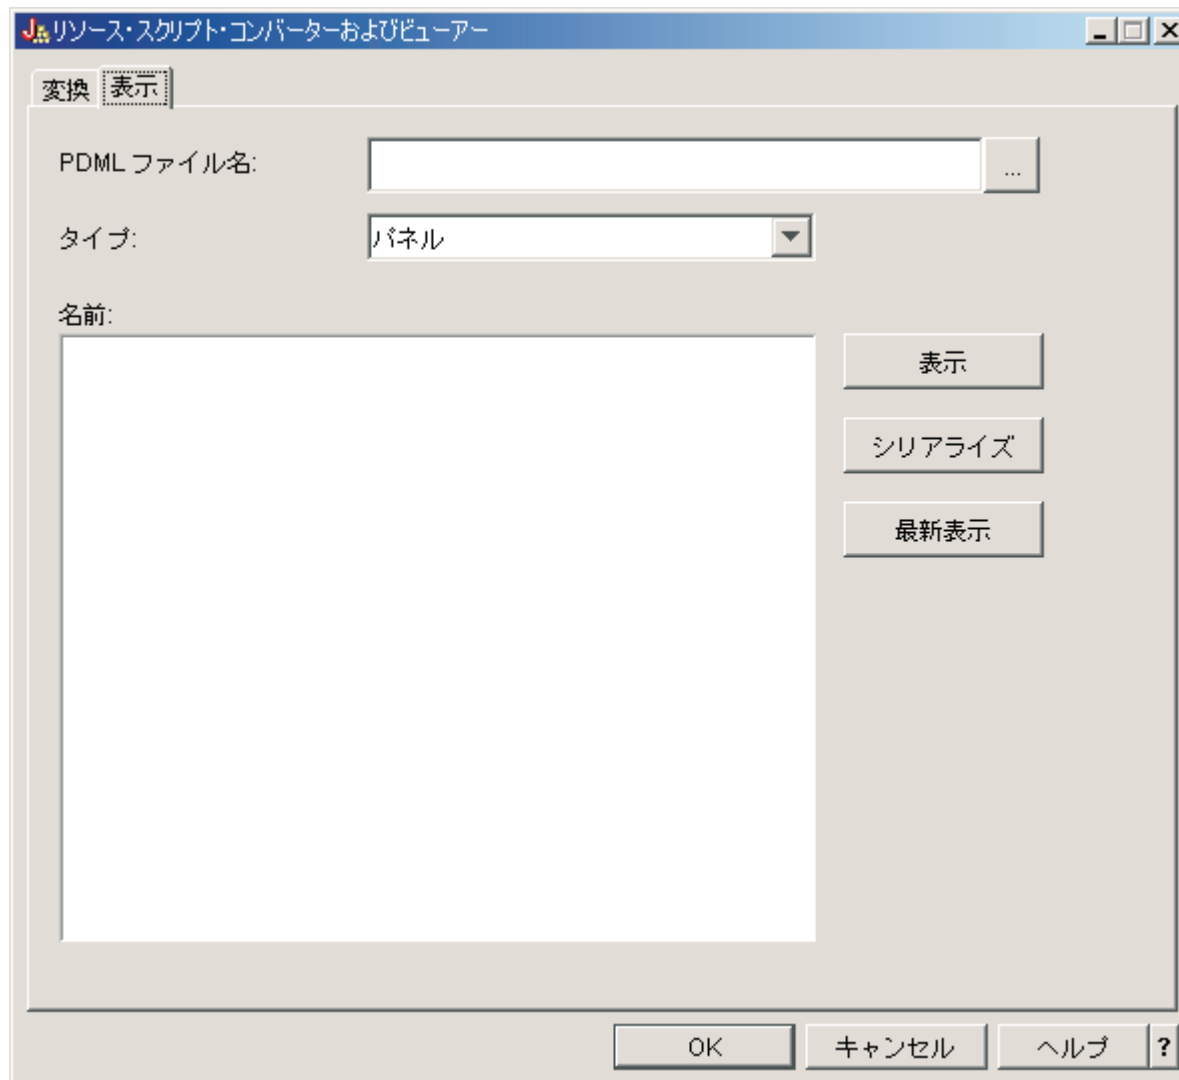 リソース・スクリプト・コンバーターおよびビューアー
変換 表示
PDML ファイル名: ...
タイプ: パネル
名前:
表示
シリアライズ
最新表示
OK キャンセル ヘルプ ?